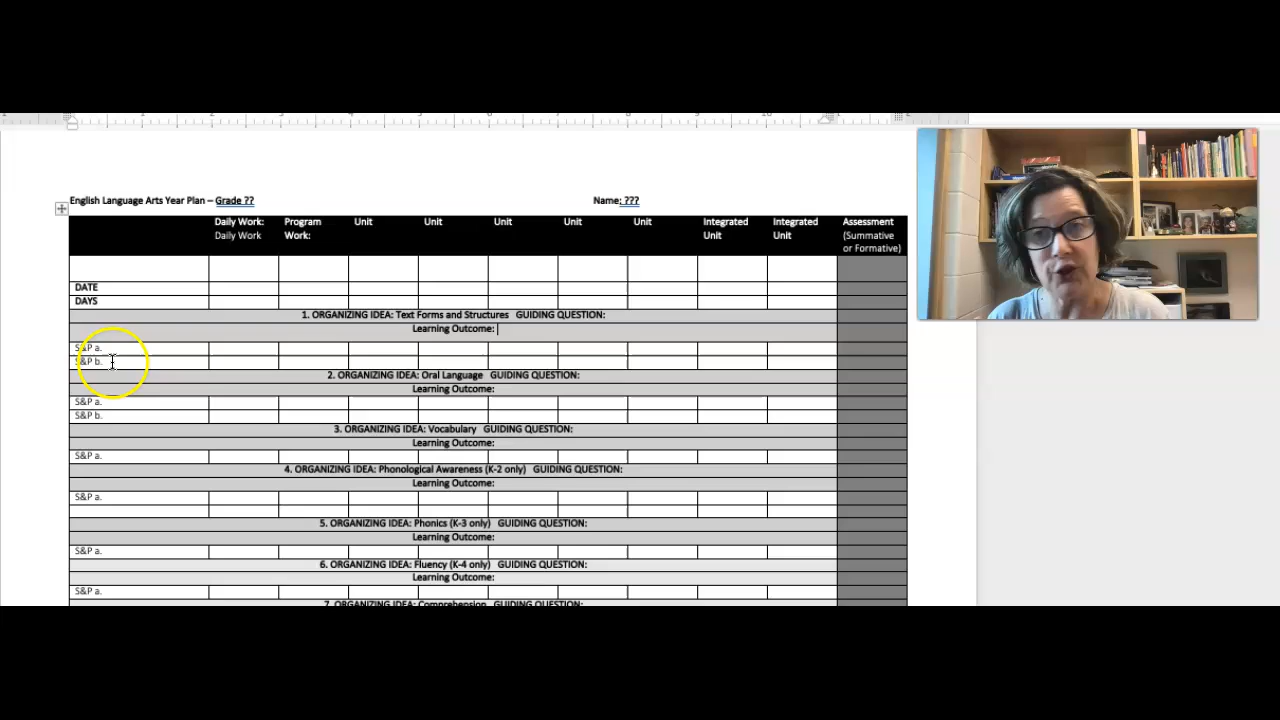 English Language Arts Year Plan – Grade ?? Name: ???
Daily Work: Program Unit Unit Unit Unit Unit Integrated Integrated Assessment
Daily Work Work: Unit Unit (Summative
or Formative)
DATE
DAYS
1. ORGANIZING IDEA: Text Forms and Structures GUIDING QUESTION:
Learning Outcome:
S&P a.
S&P b.
2. ORGANIZING IDEA: Oral Language GUIDING QUESTION:
Learning Outcome:
S&P a.
S&P b.
3. ORGANIZING IDEA: Vocabulary GUIDING QUESTION:
Learning Outcome:
S&P a.
4. ORGANIZING IDEA: Phonological Awareness (K-2 only) GUIDING QUESTION:
Learning Outcome:
S&P a.
5. ORGANIZING IDEA: Phonics (K-3 only) GUIDING QUESTION:
Learning Outcome:
S&P a.
6. ORGANIZING IDEA: Fluency (K-4 only) GUIDING QUESTION:
Learning Outcome:
S&P a.
7. ORGANIZING IDEA: Comprehension GUIDING QUESTION: